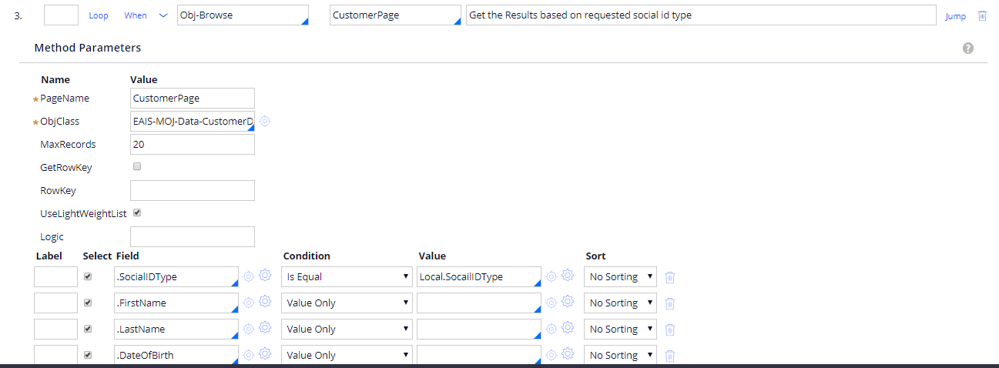 3. Loop When Obj-Browse CustomerPage Get the Results based on requested social id type Jump
Method Parameters ?
Name Value
* PageName CustomerPage
* ObjClass EAIS-MOJ-Data-CustomerD
MaxRecords 20
GetRowKey
RowKey
UseLightWeightList
Logic
Label Select Field Condition Value Sort
.SocialIDType Is Equal Local.SocailIDType No Sorting
.FirstName Value Only No Sorting
.LastName Value Only No Sorting
.DateOfBirth Value Only No Sorting